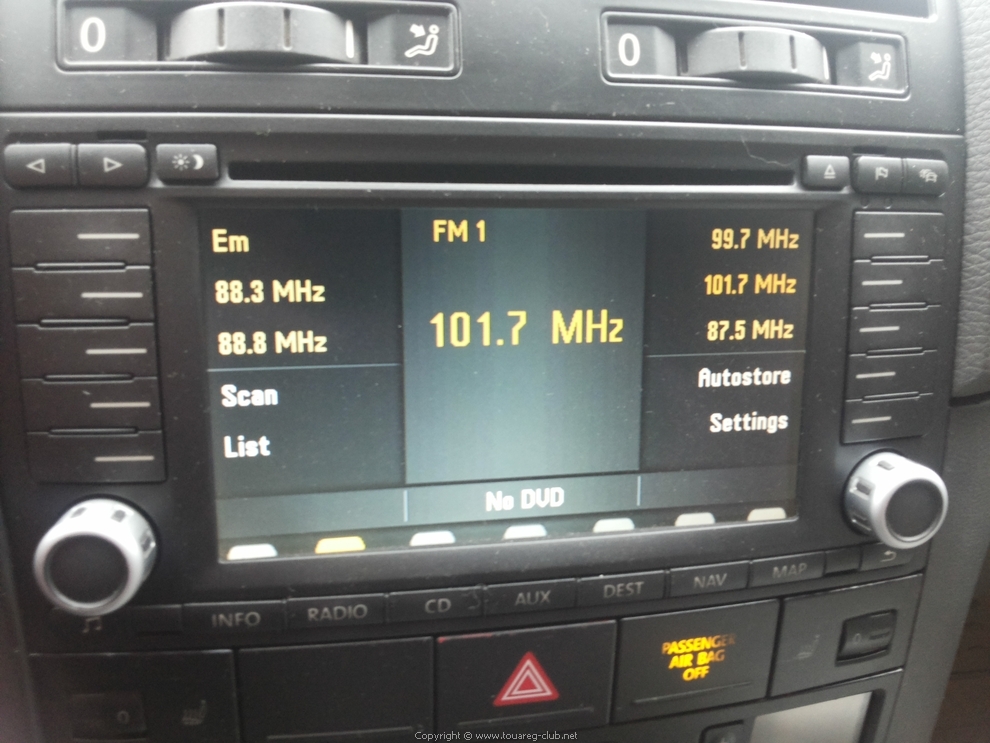 0
0
Em
FM 1
99.7 MHz
88.3 MHz
101.7 MHz
101.7 MHz
88.8 MHz
87.5 MHz
Scan
Autostore
List
Settings
No DVD
INFO
RADIO
CD
AUX
DEST
NAV
MAP
PASSENGER
AIR BAG
OFF
0
0
Copyright © www.touareg-club.net